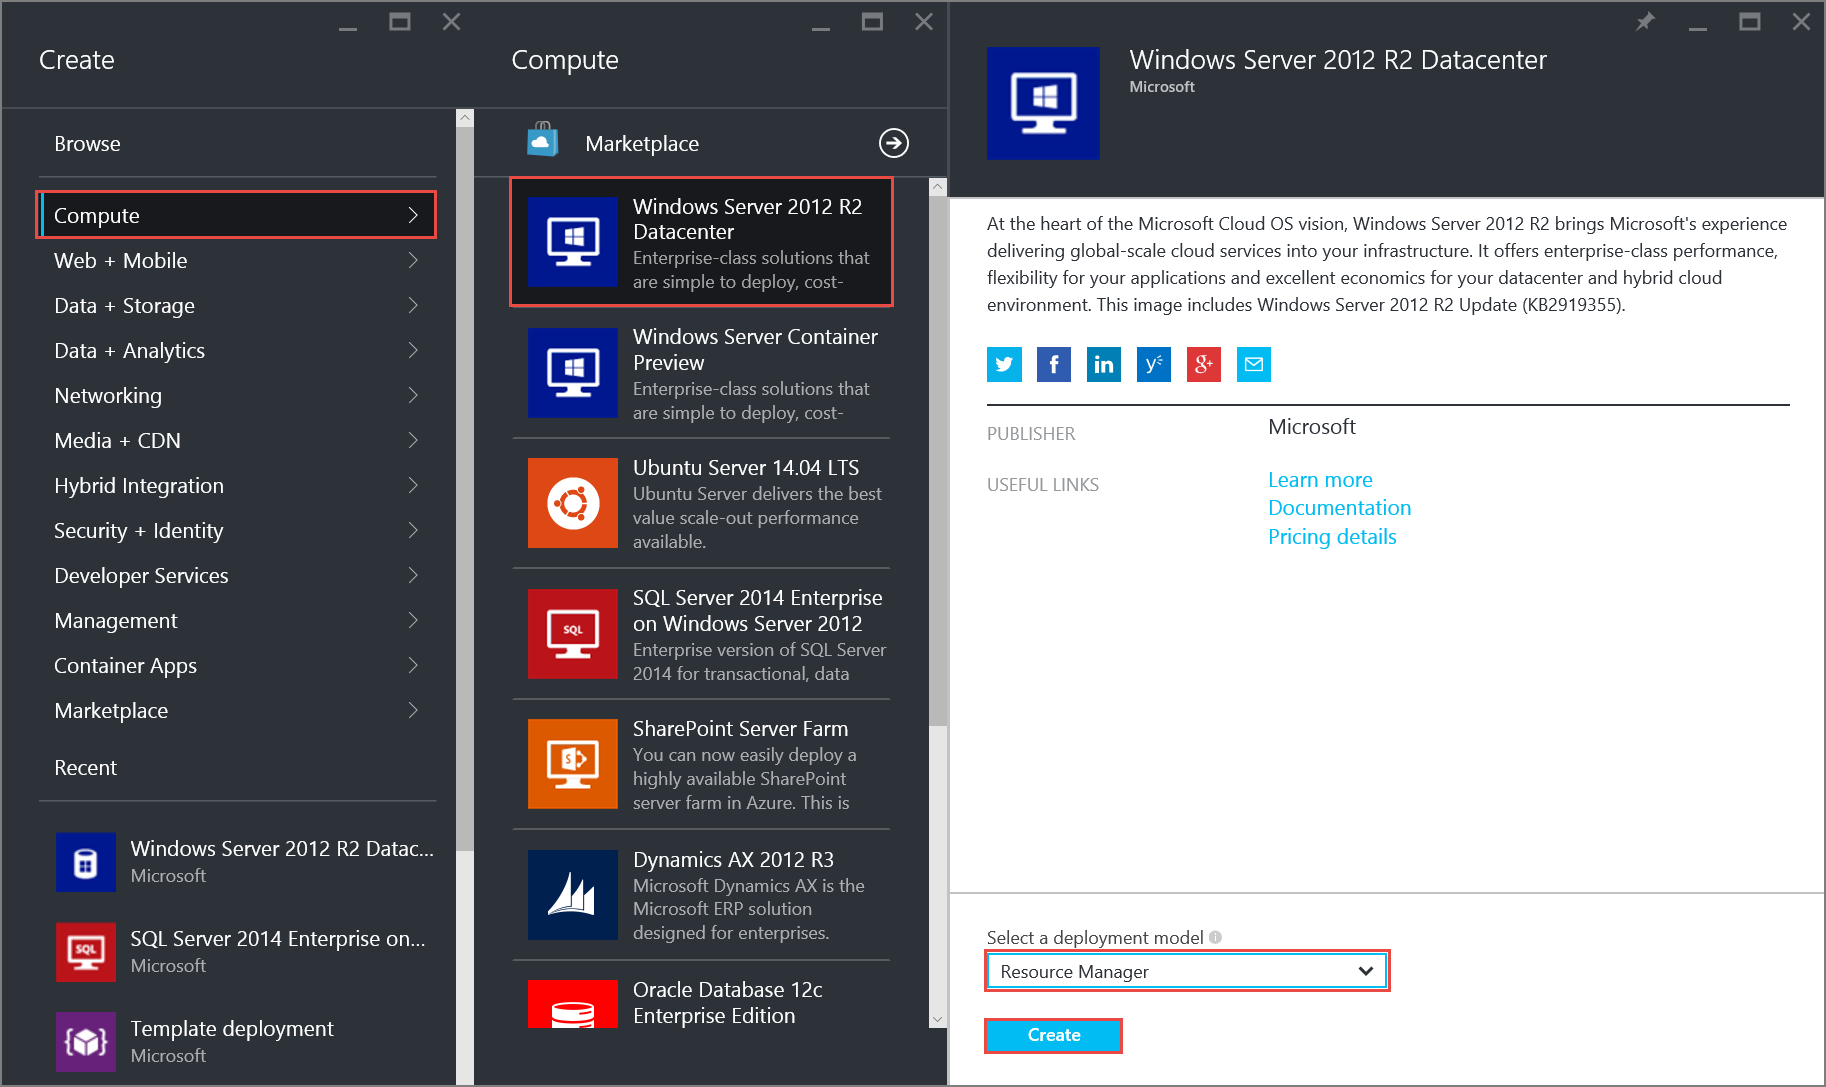 Create
Browse
Compute
Web + Mobile
Data + Storage
Data + Analytics
Networking
Media + CDN
Hybrid Integration
Security + Identity
Developer Services
Management
Container Apps
Marketplace
Recent
Windows Server 2012 R2 Datac...
Microsoft
SQL
SQL Server 2014 Enterprise on...
Microsoft
Template deployment
Microsoft
Compute
Marketplace
Windows Server 2012 R2
Datacenter
Enterprise-class solutions that
are simple to deploy, cost-
Windows Server Container
Preview
Enterprise-class solutions that
are simple to deploy, cost-
Ubuntu Server 14.04 LTS
Ubuntu Server delivers the best
value scale-out performance
available.
SQL
SQL Server 2014 Enterprise
on Windows Server 2012
Enterprise version of SQL Server
2014 for transactional, data
SharePoint Server Farm
You can now easily deploy a
highly available SharePoint
server farm in Azure. This is
Dynamics AX 2012 R3
Microsoft Dynamics AX is the
Microsoft ERP solution
designed for enterprises.
Oracle Database 12c
Enterprise Edition
Windows Server 2012 R2 Datacenter
Microsoft
At the heart of the Microsoft Cloud OS vision, Windows Server 2012 R2 brings Microsoft's experience
delivering global-scale cloud services into your infrastructure. It offers enterprise-class performance,
flexibility for your applications and excellent economics for your datacenter and hybrid cloud
environment. This image includes Windows Server 2012 R2 Update (KB2919355).
PUBLISHER
Microsoft
USEFUL LINKS
Learn more
Documentation
Pricing details
Select a deployment model
Resource Manager
Create